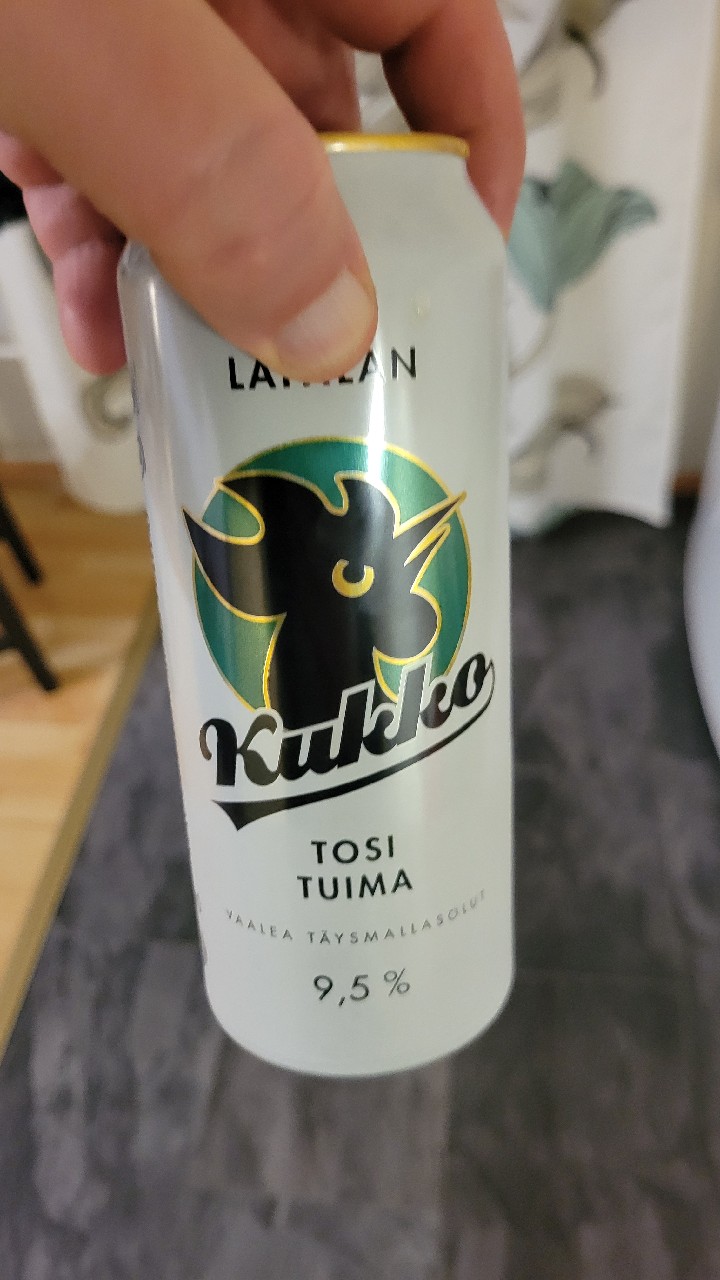 Kukko
TOSI
TUIMA
VAALEA TÄYSMALLASOLUT
9,5 %